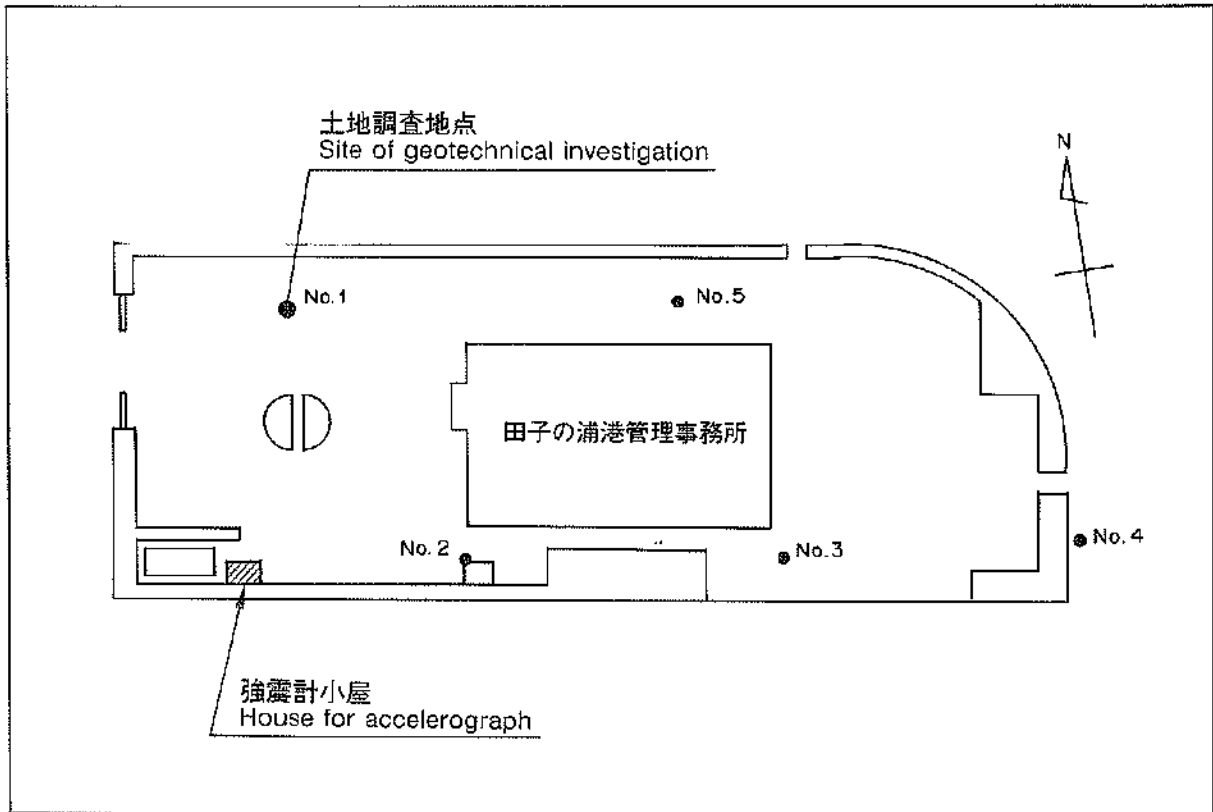 土地調査地点
Site of geotechnical investigation
N
No.1
No.5
田子の浦港管理事務所
No.2
No.3
No.4
強震計小屋
House for accelerograph